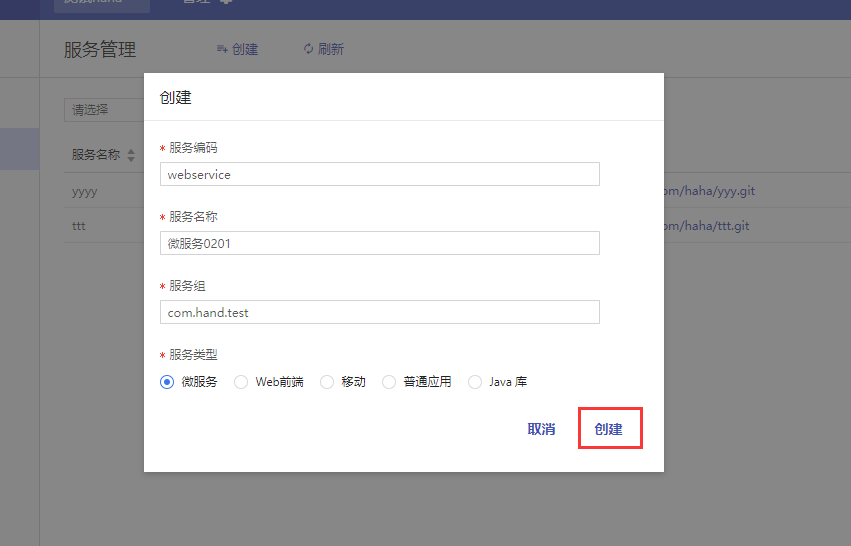 管理
服务管理
创建
刷新
请选择
服务名称
yyyy
om/haha/yyy.git
ttt
om/haha/ttt.git
创建
* 服务编码
webservice
* 服务名称
微服务0201
* 服务组
com.hand.test
* 服务类型
微服务 Web前端 移动 普通应用 Java 库
取消 创建